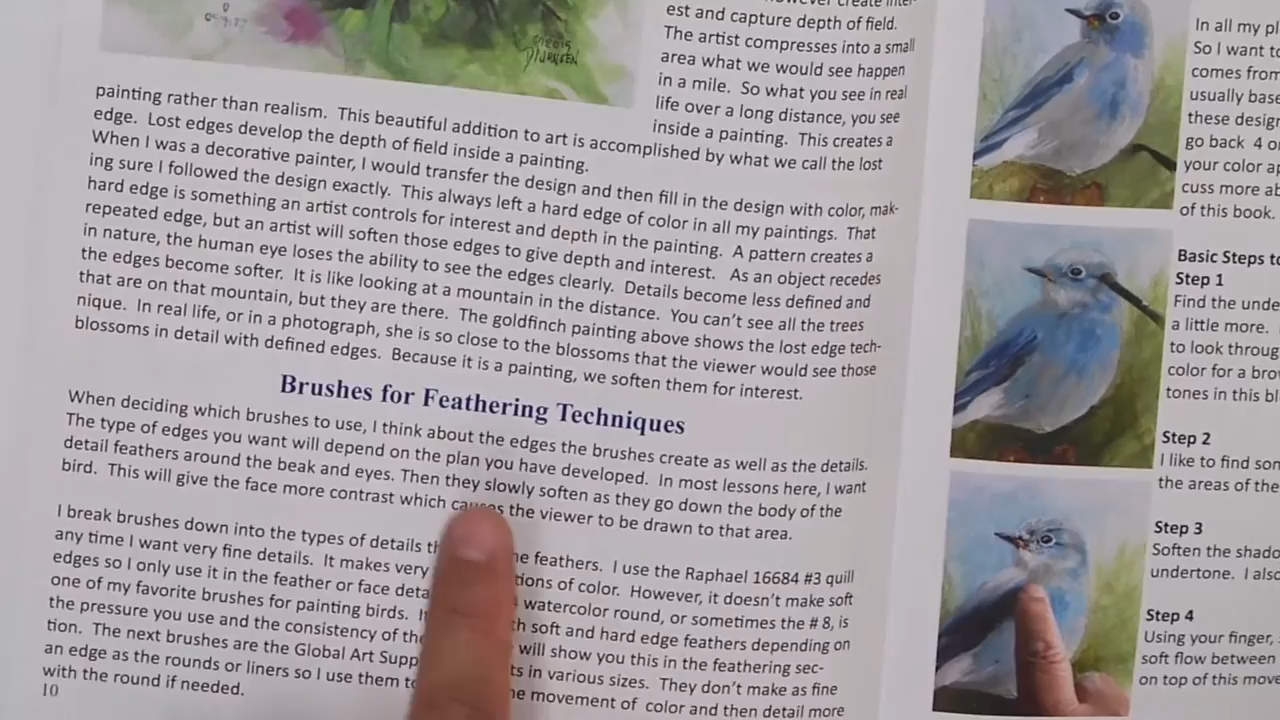 est and capture depth of field.
The artist compresses into a small
area what we would see happen
in a mile. So what you see in real
life over a long distance, you see
inside a painting. This creates a
painting rather than realism. This beautiful addition to art is accomplished by what we call the lost
edge. Lost edges develop the depth of field inside a painting.
When I was a decorative painter, I would transfer the design and then fill in the design with color, mak-
ing sure I followed the design exactly. This always left a hard edge of color in all my paintings. That
hard edge is something an artist controls for interest and depth in the painting. A pattern creates a
repeated edge, but an artist will soften those edges to give depth and interest. As an object recedes
in nature, the human eye loses the ability to see the edges clearly. Details become less defined and
the edges become softer. It is like looking at a mountain in the distance. You can't see all the trees
that are on that mountain, but they are there. The goldfinch painting above shows the lost edge tech-
nique. In real life, or in a photograph, she is so close to the blossoms that the viewer would see those
blossoms in detail with defined edges. Because it is a painting, we soften them for interest.
Brushes for Feathering Techniques
When deciding which brushes to use, I think about the edges the brushes create as well as the details.
The type of edges you want will depend on the plan you have developed. In most lessons here, I want
detail feathers around the beak and eyes. Then they slowly soften as they go down the body of the
bird. This will give the face more contrast which causes the viewer to be drawn to that area.
I break brushes down into the types of details the feathers. I use the Raphael 16684 #3 quill
any time I want very fine details. It makes very of color. However, it doesn't make soft
edges so I only use it in the feather or face watercolor round, or sometimes the # 8, is
one of my favorite brushes for painting birds. soft and hard edge feathers depending on
the pressure you use and the consistency of the will show you this in the feathering sec-
tion. The next brushes are the Global Art in various sizes. They don't make as fine
an edge as the rounds or liners so I use them movement of color and then detail more
with the round if needed.
10
In all my
So I want to
comes from
usually
these
go back 4
your color
cuss more
of this book.
Basic Steps
Step 1
Find the
a little more.
to look
color for a
tones in this
Step 2
I like to find
the areas of the
Step 3
Soften the
undertone. I
Step 4
Using your finger,
soft flow between
on top of this